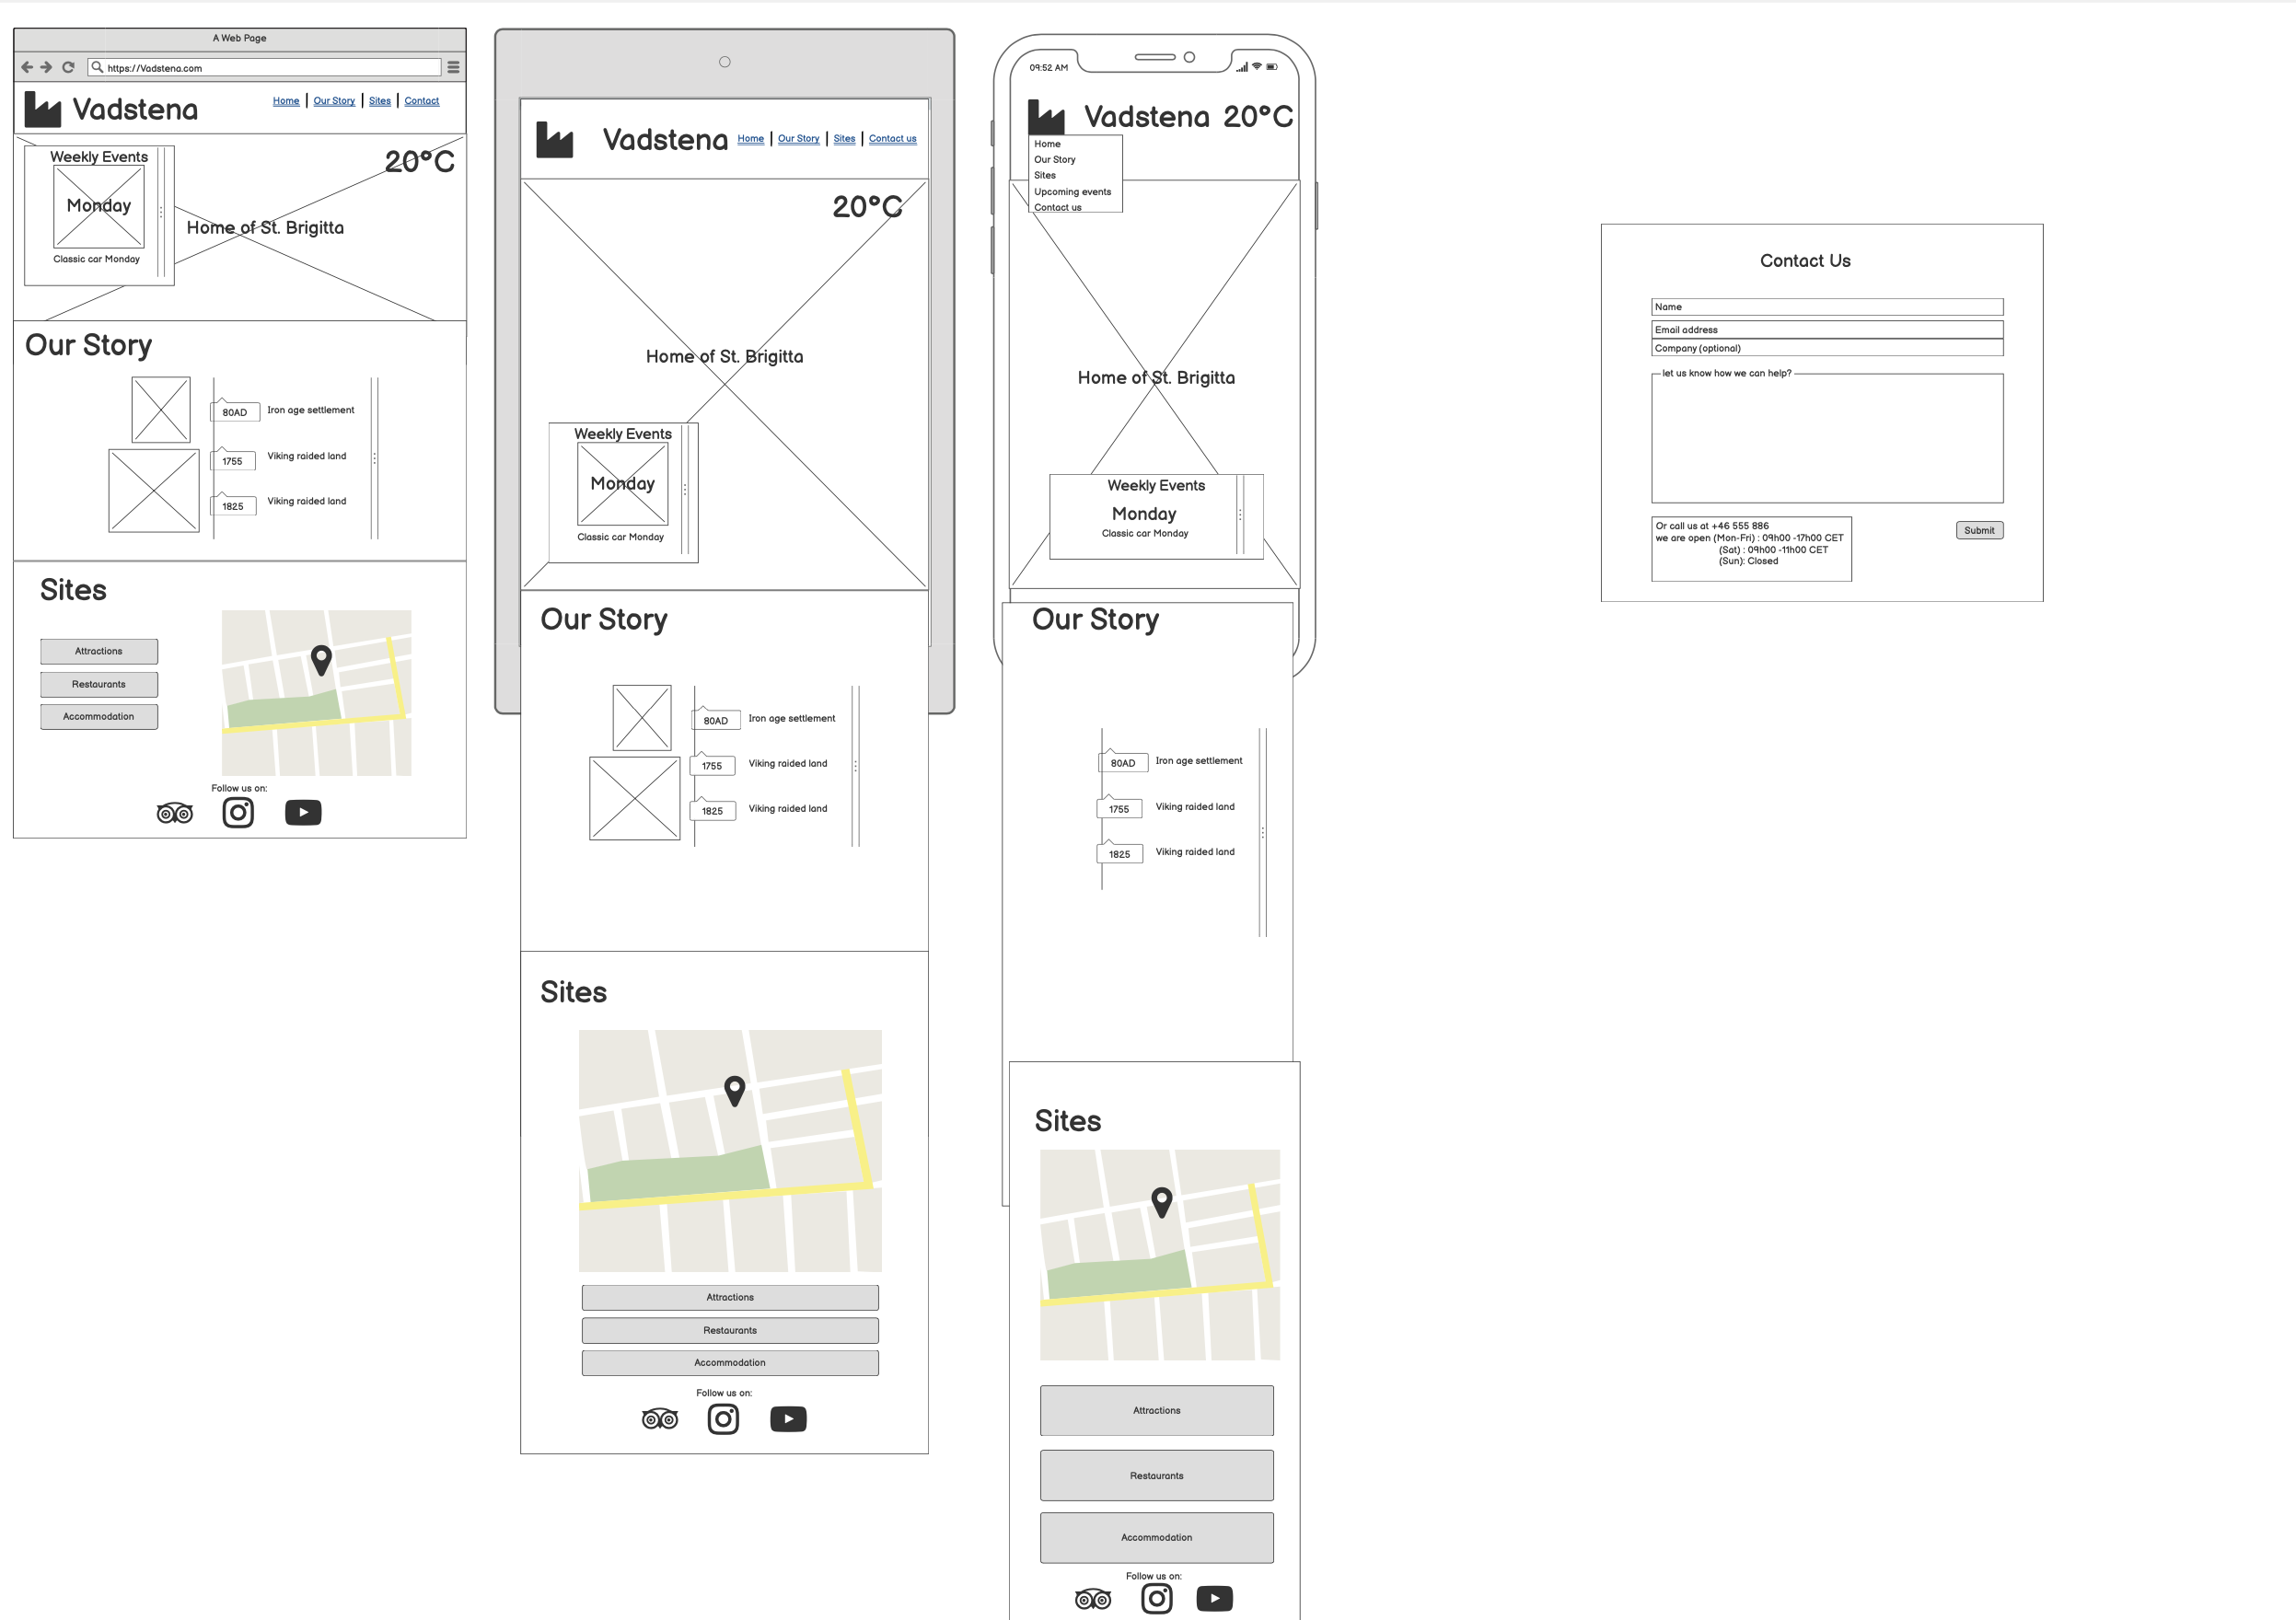 A Web Page
https://Vadstena.com
Vadstena
Home | Our Story | Sites | Contact
20°C
Weekly Events
Monday
Classic car Monday
Home of St. Brigitta
Our Story
80AD Iron age settlement
1755 Viking raided land
1825 Viking raided land
Sites
Attractions
Restaurants
Accommodation
Follow us on:
Vadstena
Home | Our Story | Sites | Contact us
20°C
Home of St. Brigitta
Weekly Events
Monday
Classic car Monday
Our Story
80AD Iron age settlement
1755 Viking raided land
1825 Viking raided land
Sites
Attractions
Restaurants
Accommodation
Follow us on:
09:52 AM
Vadstena 20°C
Home
Our Story
Sites
Upcoming events
Contact us
Home of St. Brigitta
Weekly Events
Monday
Classic car Monday
Our Story
80AD Iron age settlement
1755 Viking raided land
1825 Viking raided land
Sites
Attractions
Restaurants
Accommodation
Follow us on:
Contact Us
Name
Email address
Company (optional)
let us know how we can help?
Or call us at +46 555 886
we are open (Mon-Fri) : 09h00 -17h00 CET
(Sat) : 09h00 -11h00 CET
(Sun): Closed
Submit